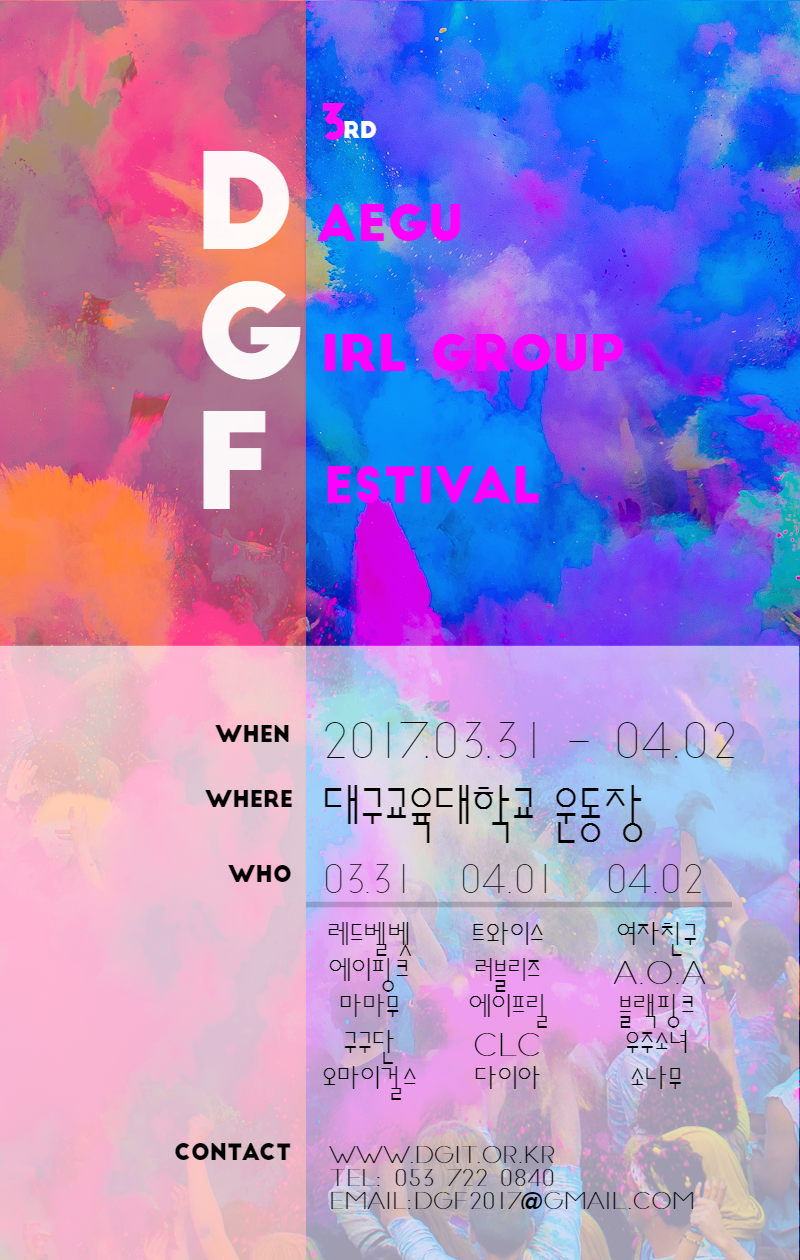 3RD
DAEGU
GIRL GROUP
FESTIVAL
WHEN 2017.03.31 - 04.02
WHERE 대구교육대학교 운동장
WHO 03.31 04.01 04.02
레드벨벳 트와이스 여자친구
에이핑크 러블리즈 A.O.A
마마무 에이프릴 블랙핑크
구구단 CLC 우주소녀
오마이걸스 다이아 소나무
CONTACT WWW.DGIT.OR.KR
TEL: 053 722 0840
EMAIL:DGF2017@GMAIL.COM